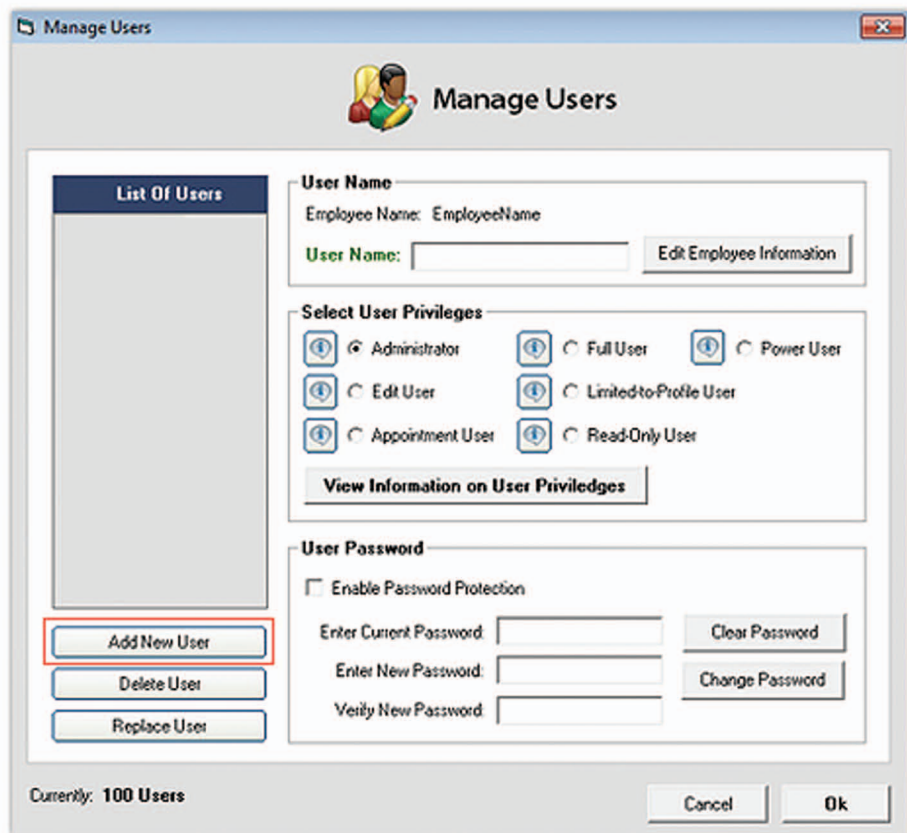 Manage Users
Manage Users
List Of Users
User Name
Employee Name: EmployeeName
User Name:
Edit Employee Information
Select User Privileges
Administrator
Full User
Power User
Edit User
Limited-to-Profile User
Appointment User
Read-Only User
View Information on User Priviledges
User Password
Enable Password Protection
Enter Current Password:
Clear Password
Enter New Password:
Change Password
Verify New Password:
Add New User
Delete User
Replace User
Currently: 100 Users
Cancel
Ok